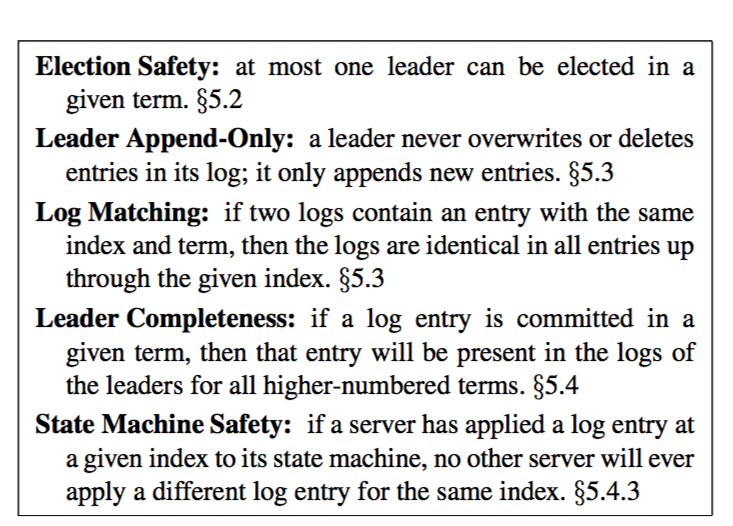 Election Safety: at most one leader can be elected in a
given term. §5.2
Leader Append-Only: a leader never overwrites or deletes
entries in its log; it only appends new entries. §5.3
Log Matching: if two logs contain an entry with the same
index and term, then the logs are identical in all entries up
through the given index. §5.3
Leader Completeness: if a log entry is committed in a
given term, then that entry will be present in the logs of
the leaders for all higher-numbered terms. §5.4
State Machine Safety: if a server has applied a log entry at
a given index to its state machine, no other server will ever
apply a different log entry for the same index. §5.4.3